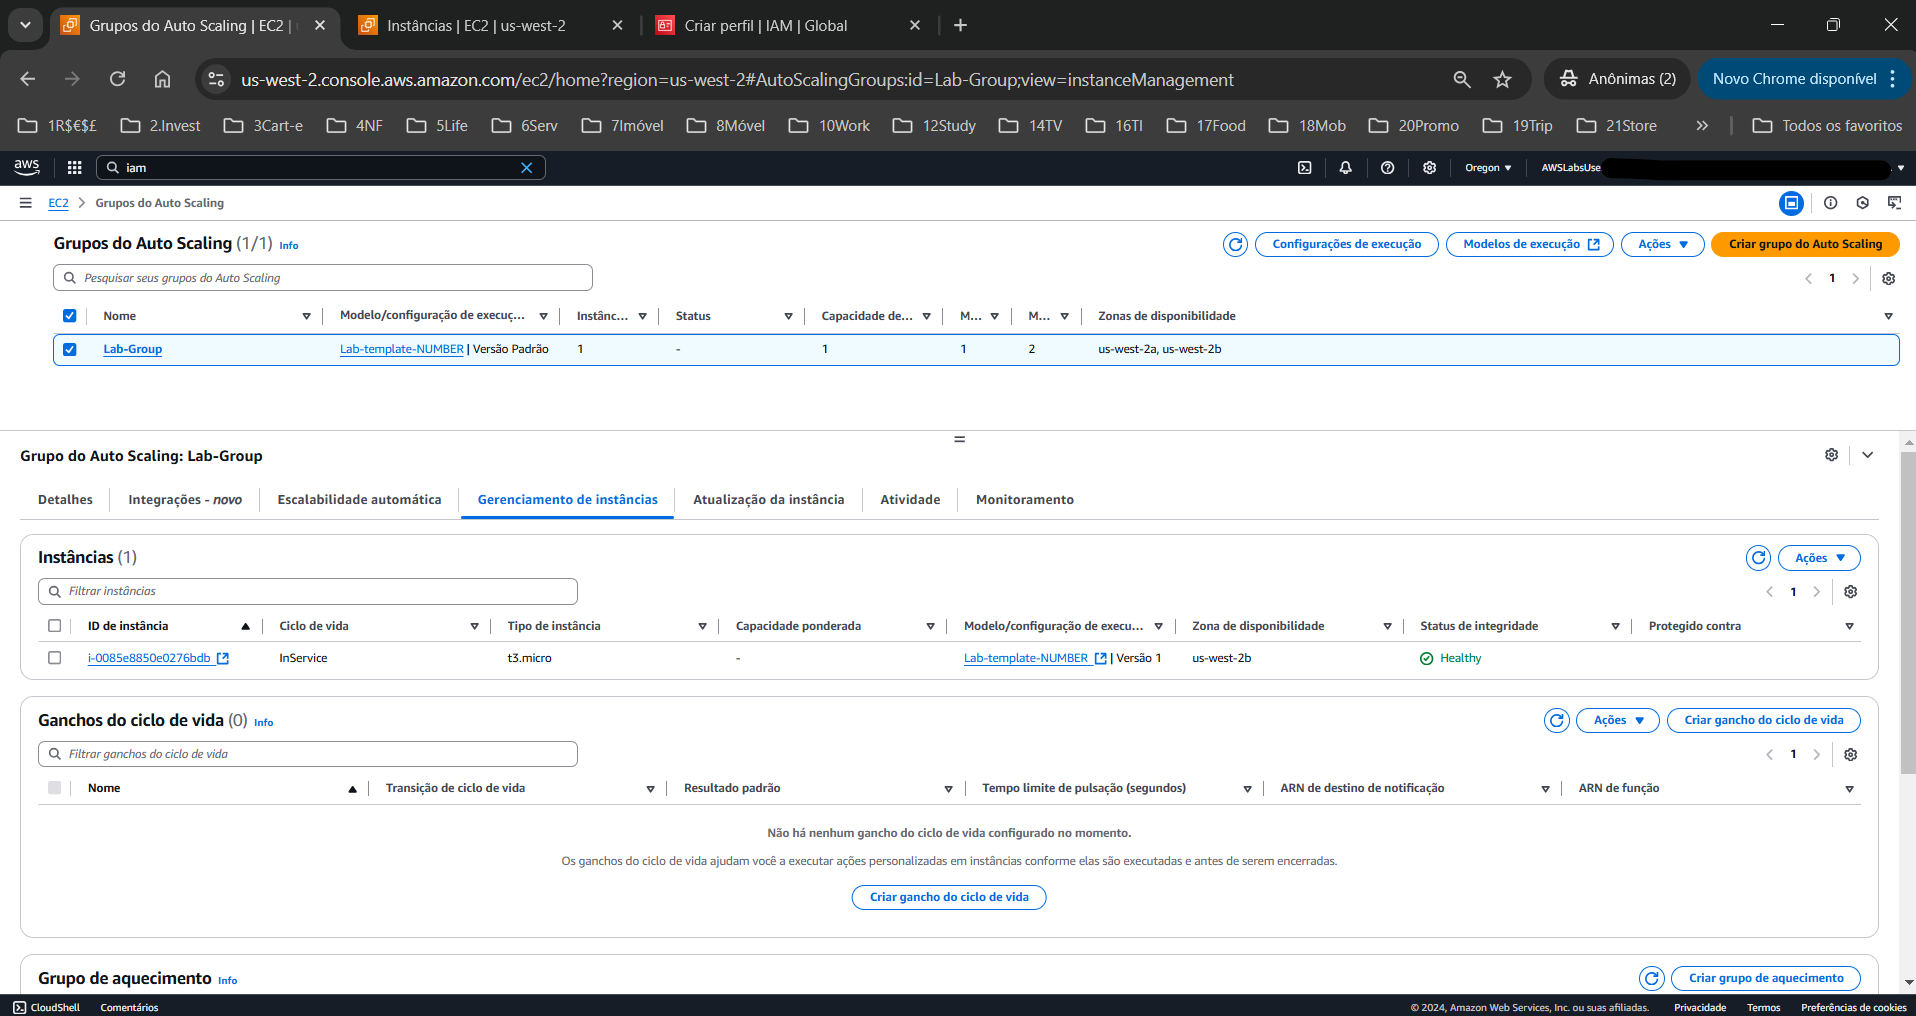 Grupos do Auto Scaling | EC2 |
Instâncias | EC2 | us-west-2
Criar perfil | IAM | Global
us-west-2.console.aws.amazon.com/ec2/home?region=us-west-2#AutoScalingGroups:id=Lab-Group;view=instanceManagement
Anônimas (2)
Novo Chrome disponível
1R$€$£ 2.Invest 3Cart-e 4NF 5Life 6Serv 7Imóvel 8Móvel 10Work 12Study 14TV 16TI 17Food 18Mob 20Promo 19Trip 21Store » Todos os favoritos
aws iam Oregon AWSLabsUse
EC2 > Grupos do Auto Scaling
Grupos do Auto Scaling (1/1) Info
Configurações de execução Modelos de execução Ações Criar grupo do Auto Scaling
Pesquisar seus grupos do Auto Scaling
1
Nome Modelo/configuração de execuç... Instânc... Status Capacidade de... M... M... Zonas de disponibilidade
Lab-Group Lab-template-NUMBER | Versão Padrão 1 - 1 1 2 us-west-2a, us-west-2b
Grupo do Auto Scaling: Lab-Group
Detalhes Integrações - novo Escalabilidade automática Gerenciamento de instâncias Atualização da instância Atividade Monitoramento
Instâncias (1)
Ações
Filtrar instâncias
1
ID de instância Ciclo de vida Tipo de instância Capacidade ponderada Modelo/configuração de execu... Zona de disponibilidade Status de integridade Protegido contra
i-0085e8850e0276bdb InService t3.micro - Lab-template-NUMBER | Versão 1 us-west-2b Healthy
Ganchos do ciclo de vida (0) Info
Ações Criar gancho do ciclo de vida
Filtrar ganchos do ciclo de vida
1
Nome Transição de ciclo de vida Resultado padrão Tempo limite de pulsação (segundos) ARN de destino de notificação ARN de função
Não há nenhum gancho do ciclo de vida configurado no momento.
Os ganchos do ciclo de vida ajudam você a executar ações personalizadas em instâncias conforme elas são executadas e antes de serem encerradas.
Criar gancho do ciclo de vida
Grupo de aquecimento Info
Criar grupo de aquecimento
CloudShell Comentários © 2024, Amazon Web Services, Inc. ou suas afiliadas. Privacidade Termos Preferências de cookies